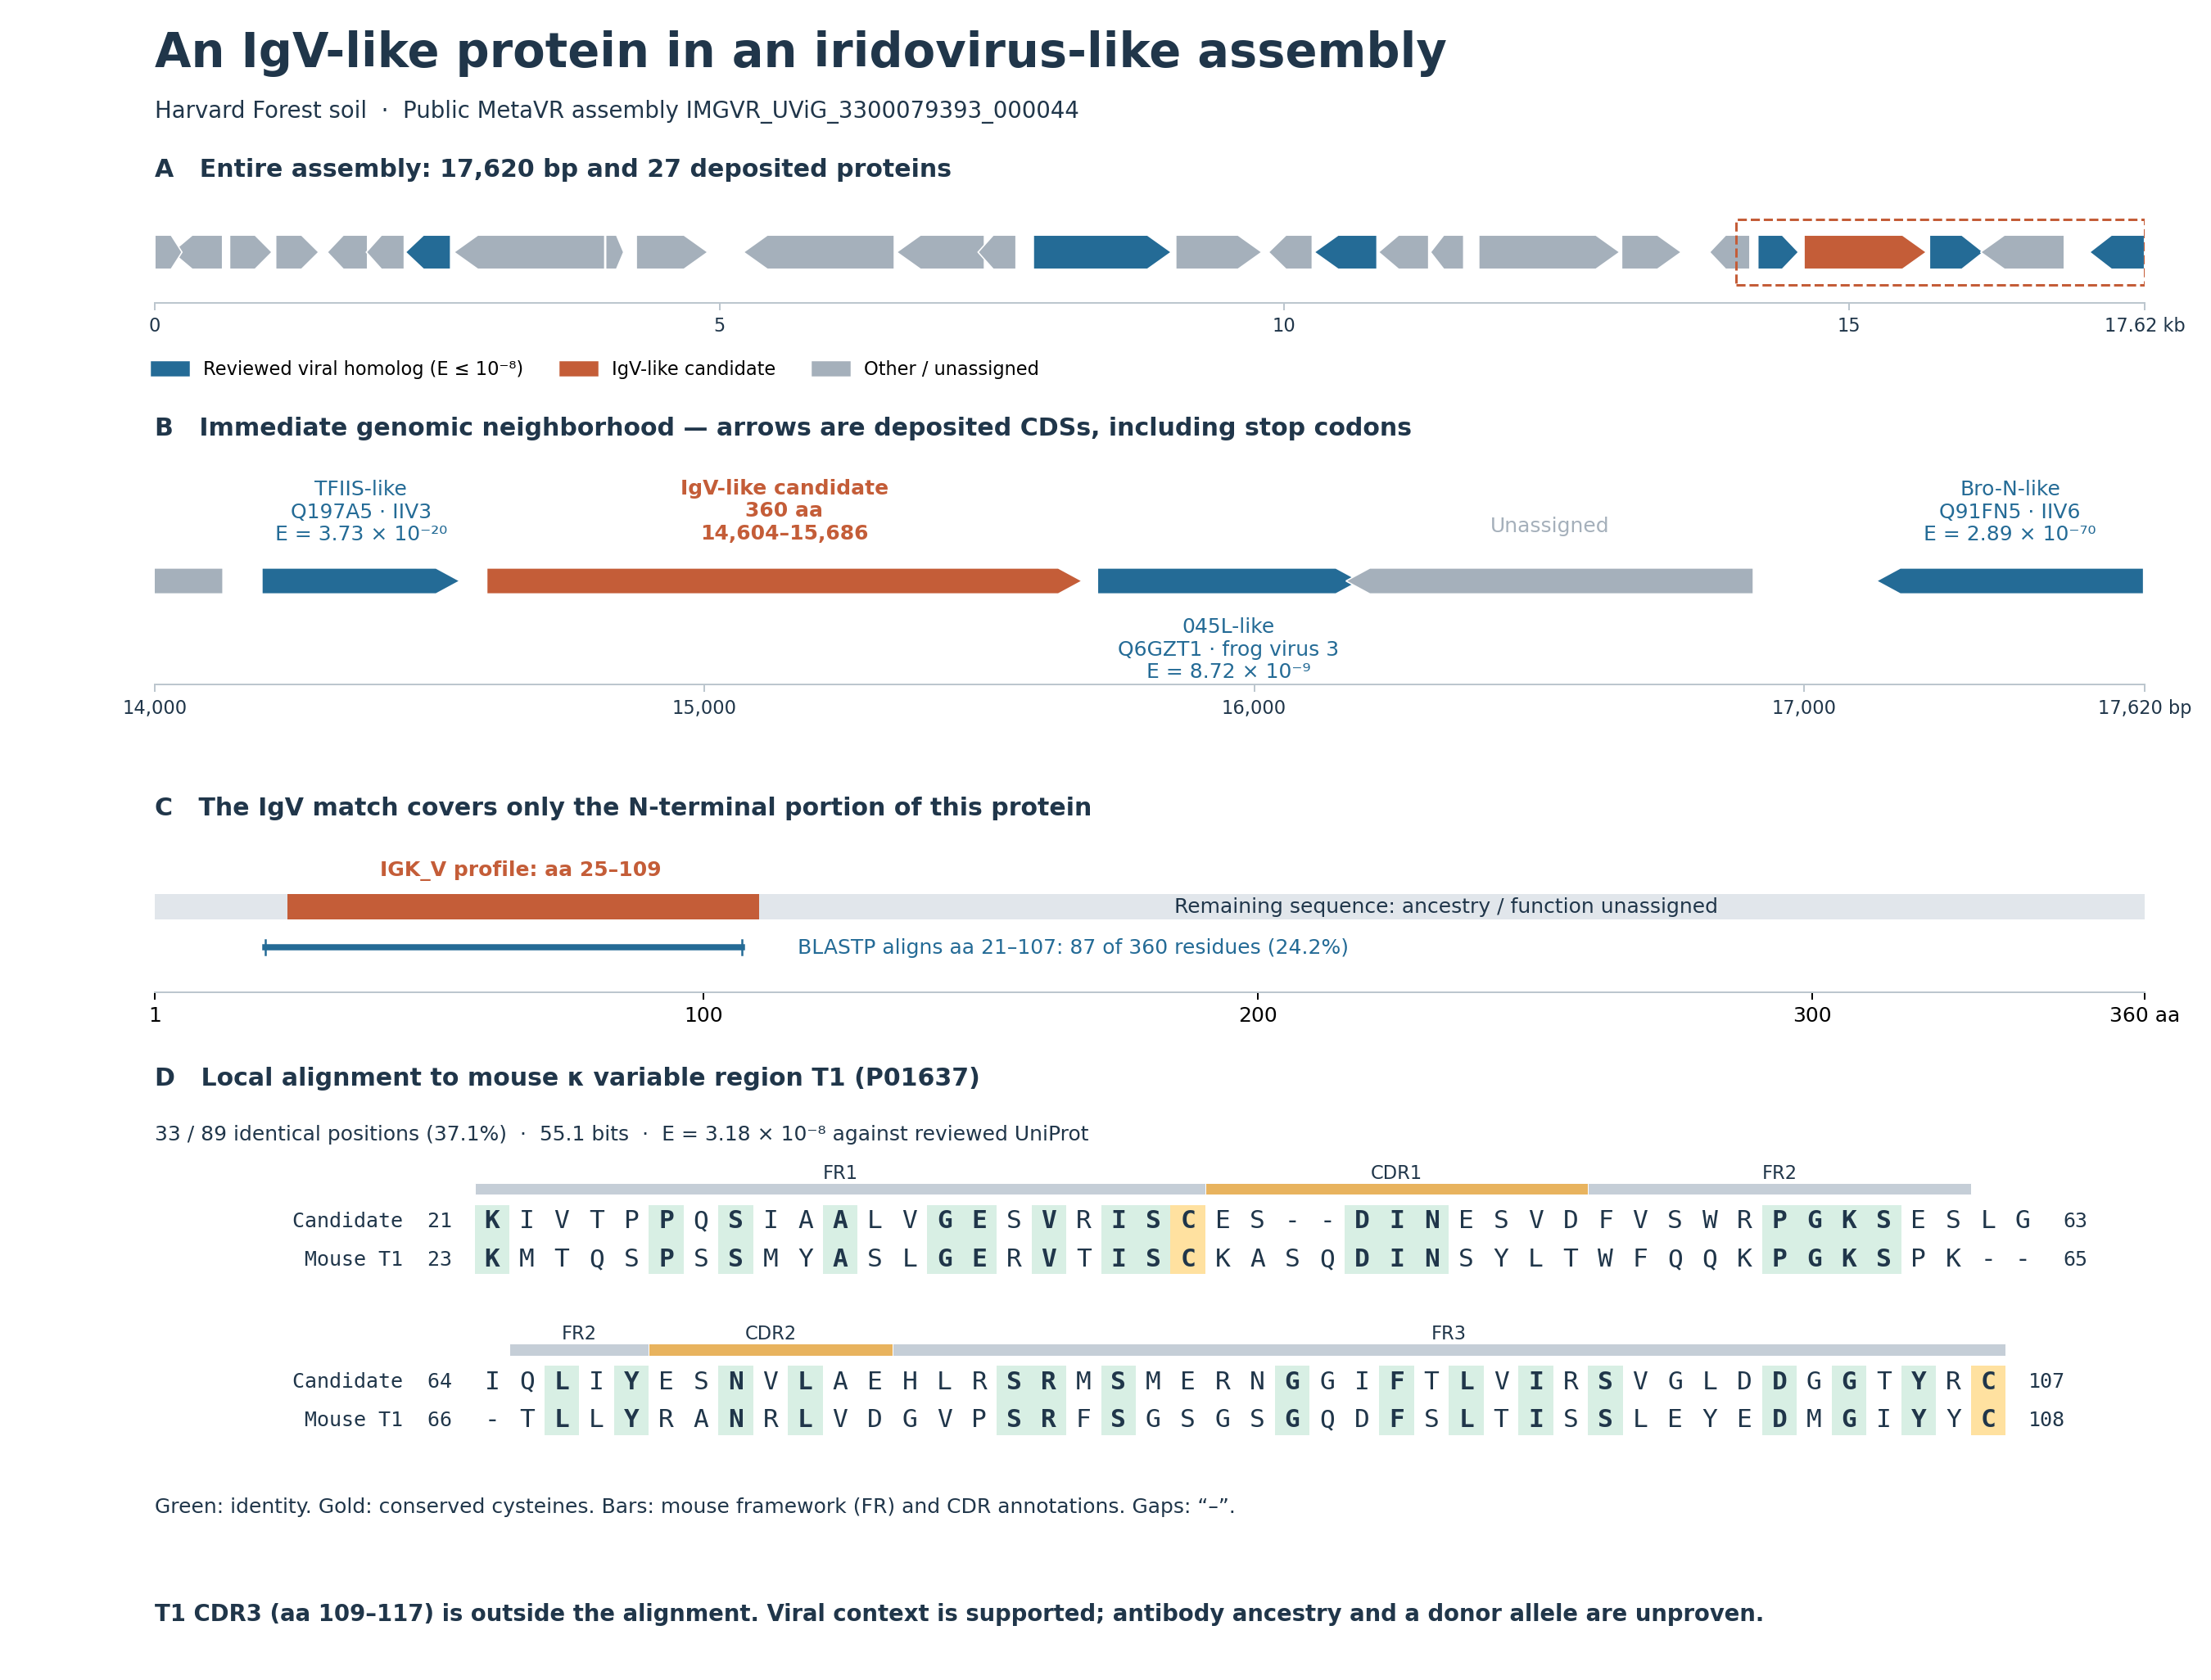 An IgV-like protein in an iridovirus-like assembly
Harvard Forest soil · Public MetaVR assembly IMGVR_UViG_3300079393_000044
A Entire assembly: 17,620 bp and 27 deposited proteins
0 5 10 15 17.62 kb
Reviewed viral homolog (E ≤ 10⁻⁸) IgV-like candidate Other / unassigned
B Immediate genomic neighborhood — arrows are deposited CDSs, including stop codons
TFIIS-like
Q197A5 · IIV3
E = 3.73 × 10⁻²⁰
IgV-like candidate
360 aa
14,604–15,686
Unassigned
Bro-N-like
Q91FN5 · IIV6
E = 2.89 × 10⁻⁷⁰
045L-like
Q6GZT1 · frog virus 3
E = 8.72 × 10⁻⁹
14,000 15,000 16,000 17,000 17,620 bp
C The IgV match covers only the N-terminal portion of this protein
IGK_V profile: aa 25–109
Remaining sequence: ancestry / function unassigned
BLASTP aligns aa 21–107: 87 of 360 residues (24.2%)
1 100 200 300 360 aa
D Local alignment to mouse κ variable region T1 (P01637)
33 / 89 identical positions (37.1%) · 55.1 bits · E = 3.18 × 10⁻⁸ against reviewed UniProt
FR1 CDR1 FR2
Candidate 21 K I V T P P Q S I A A L V G E S V R I S C E S - - D I N E S V D F V S W R P G K S E S L G 63
Mouse T1 23 K M T Q S P S S M Y A S L G E R V T I S C K A S Q D I N S Y L T W F Q Q K P G K S P K - - 65
FR2 CDR2 FR3
Candidate 64 I Q L I Y E S N V L A E H L R S R M S M E R N G G I F T L V I R S V G L D D G G T Y R C 107
Mouse T1 66 - T L L Y R A N R L V D G V P S R F S G S G S G Q D F S L T I S S L E Y E D M G I Y Y C 108
Green: identity. Gold: conserved cysteines. Bars: mouse framework (FR) and CDR annotations. Gaps: “–”.
T1 CDR3 (aa 109–117) is outside the alignment. Viral context is supported; antibody ancestry and a donor allele are unproven.